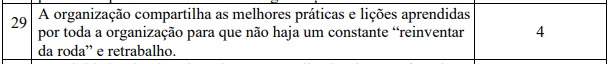 29 A organização compartilha as melhores práticas e lições aprendidas
por toda a organização para que não haja um constante “reinventar
da roda” e retrabalho.
4